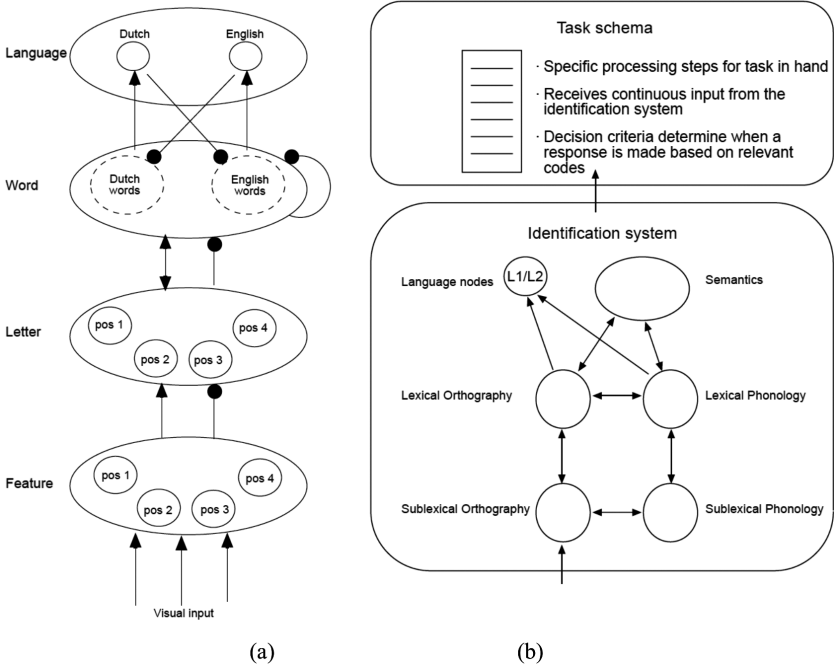 Dutch
English
Language
Word
Dutch
words
English
words
Letter
pos 1
pos 2
pos 3
pos 4
Feature
pos 1
pos 2
pos 3
pos 4
Visual input
(a)
Task schema
· Specific processing steps for task in hand
· Receives continuous input from the
identification system
· Decision criteria determine when a
response is made based on relevant
codes
Identification system
Language nodes
L1/L2
Semantics
Lexical Orthography
Lexical Phonology
Sublexical Orthography
Sublexical Phonology
(b)